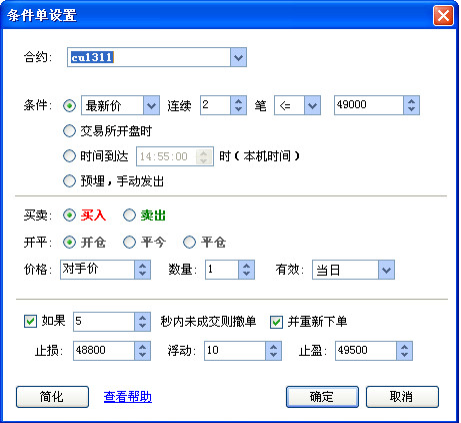 条件单设置
合约: cu1311
条件: 最新价 连续 2 笔 <= 49000
交易所开盘时
时间到达 14:55:00 时(本机时间)
预埋,手动发出
买卖: 买入 卖出
开平: 开仓 平今 平仓
价格: 对手价 数量: 1 有效: 当日
如果 5 秒内未成交则撤单 并重新下单
止损: 48800 浮动: 10 止盈: 49500
简化 查看帮助 确定 取消